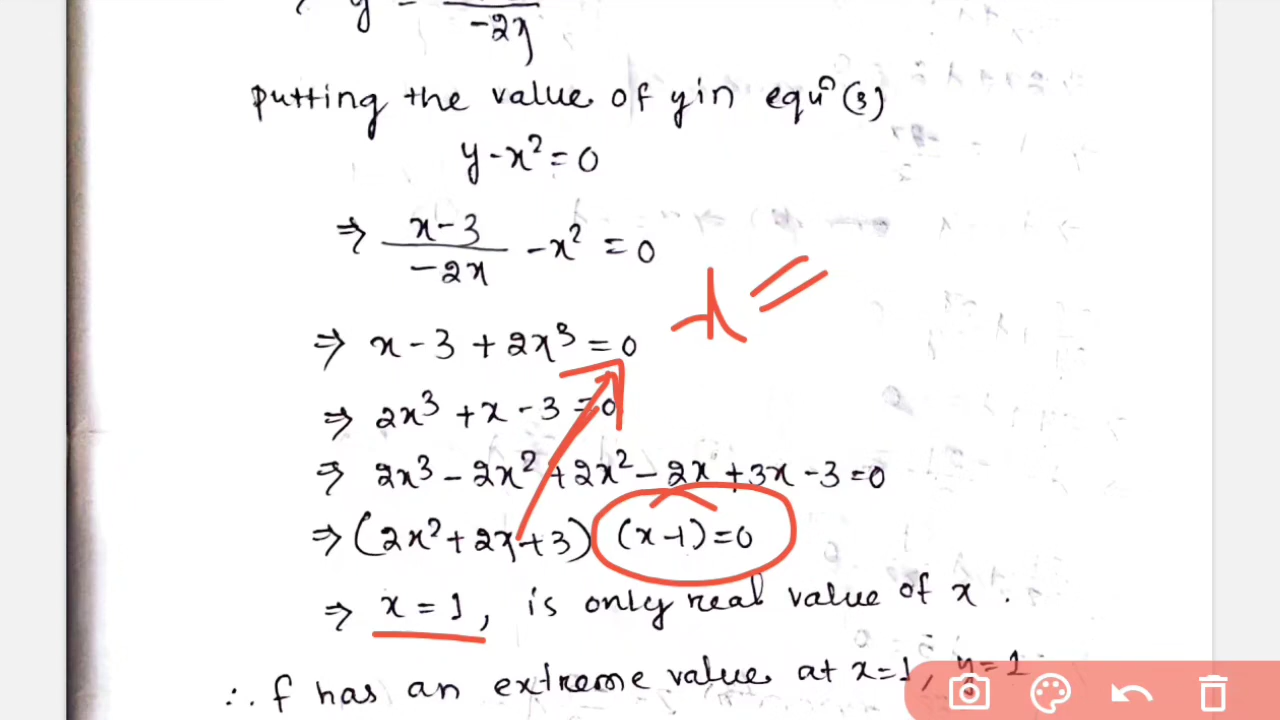 y = / -2x
putting the value of y in equⁿ (3)
y - x² = 0
⇒ (x - 3)/(-2x) - x² = 0
x =
⇒ x - 3 + 2x³ = 0
⇒ 2x³ + x - 3 = 0
⇒ 2x³ - 2x² + 2x² - 2x + 3x - 3 = 0
⇒ (2x² + 2x + 3) (x - 1) = 0
⇒ x = 1, is only real value of x.
∴ f has an extreme value at x = 1, y = 1